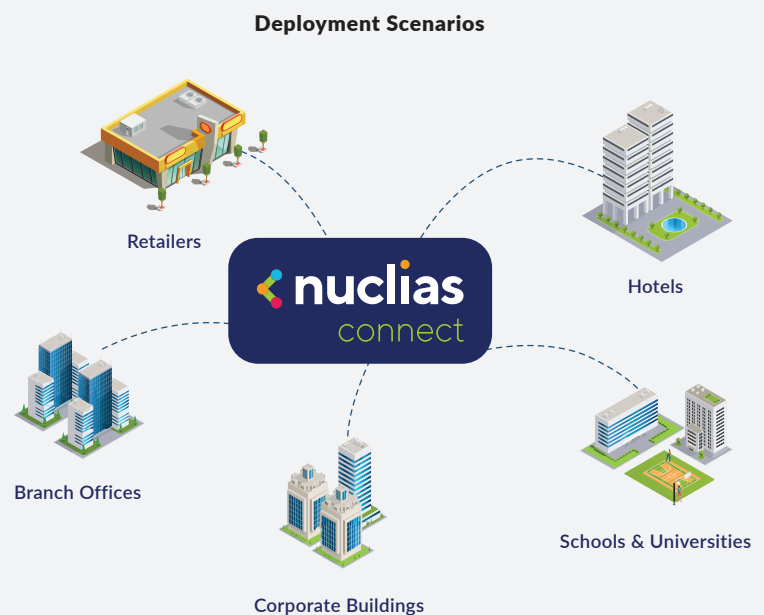 Deployment Scenarios
Retailers
Hotels
nuclias
connect
Branch Offices
Schools & Universities
Corporate Buildings